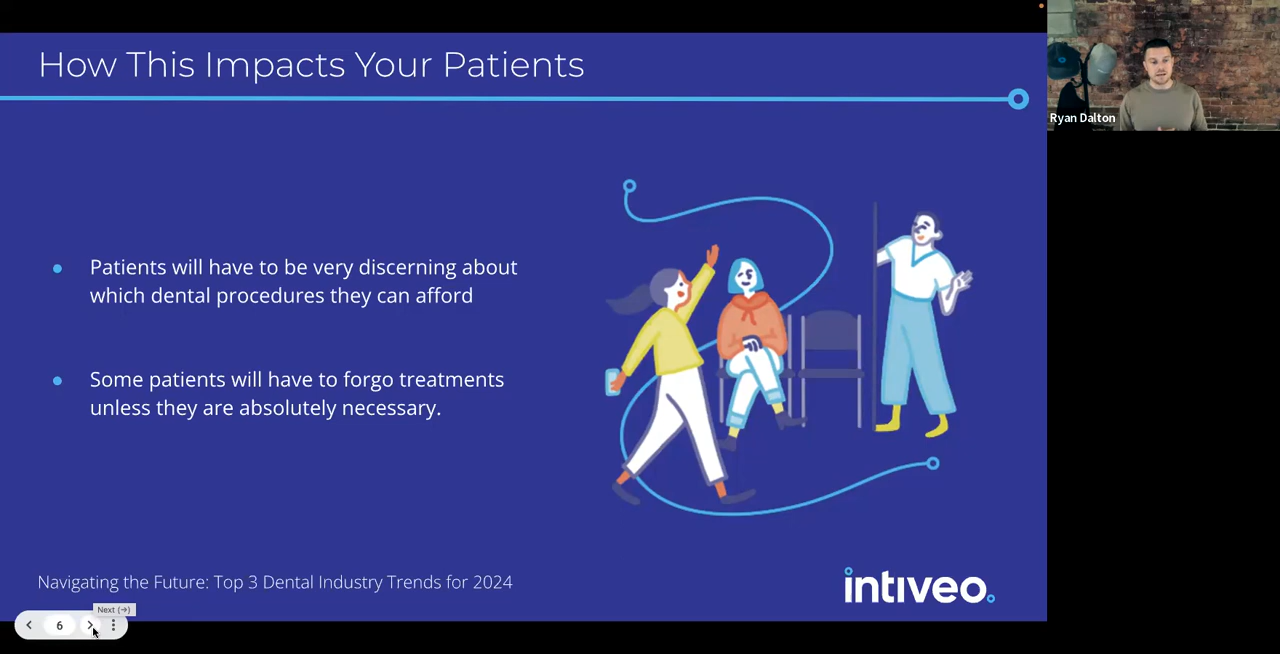 How This Impacts Your Patients
Ryan Dalton
● Patients will have to be very discerning about
which dental procedures they can afford
● Some patients will have to forgo treatments
unless they are absolutely necessary.
Navigating the Future: Top 3 Dental Industry Trends for 2024
intiveo.
Next (→)
6